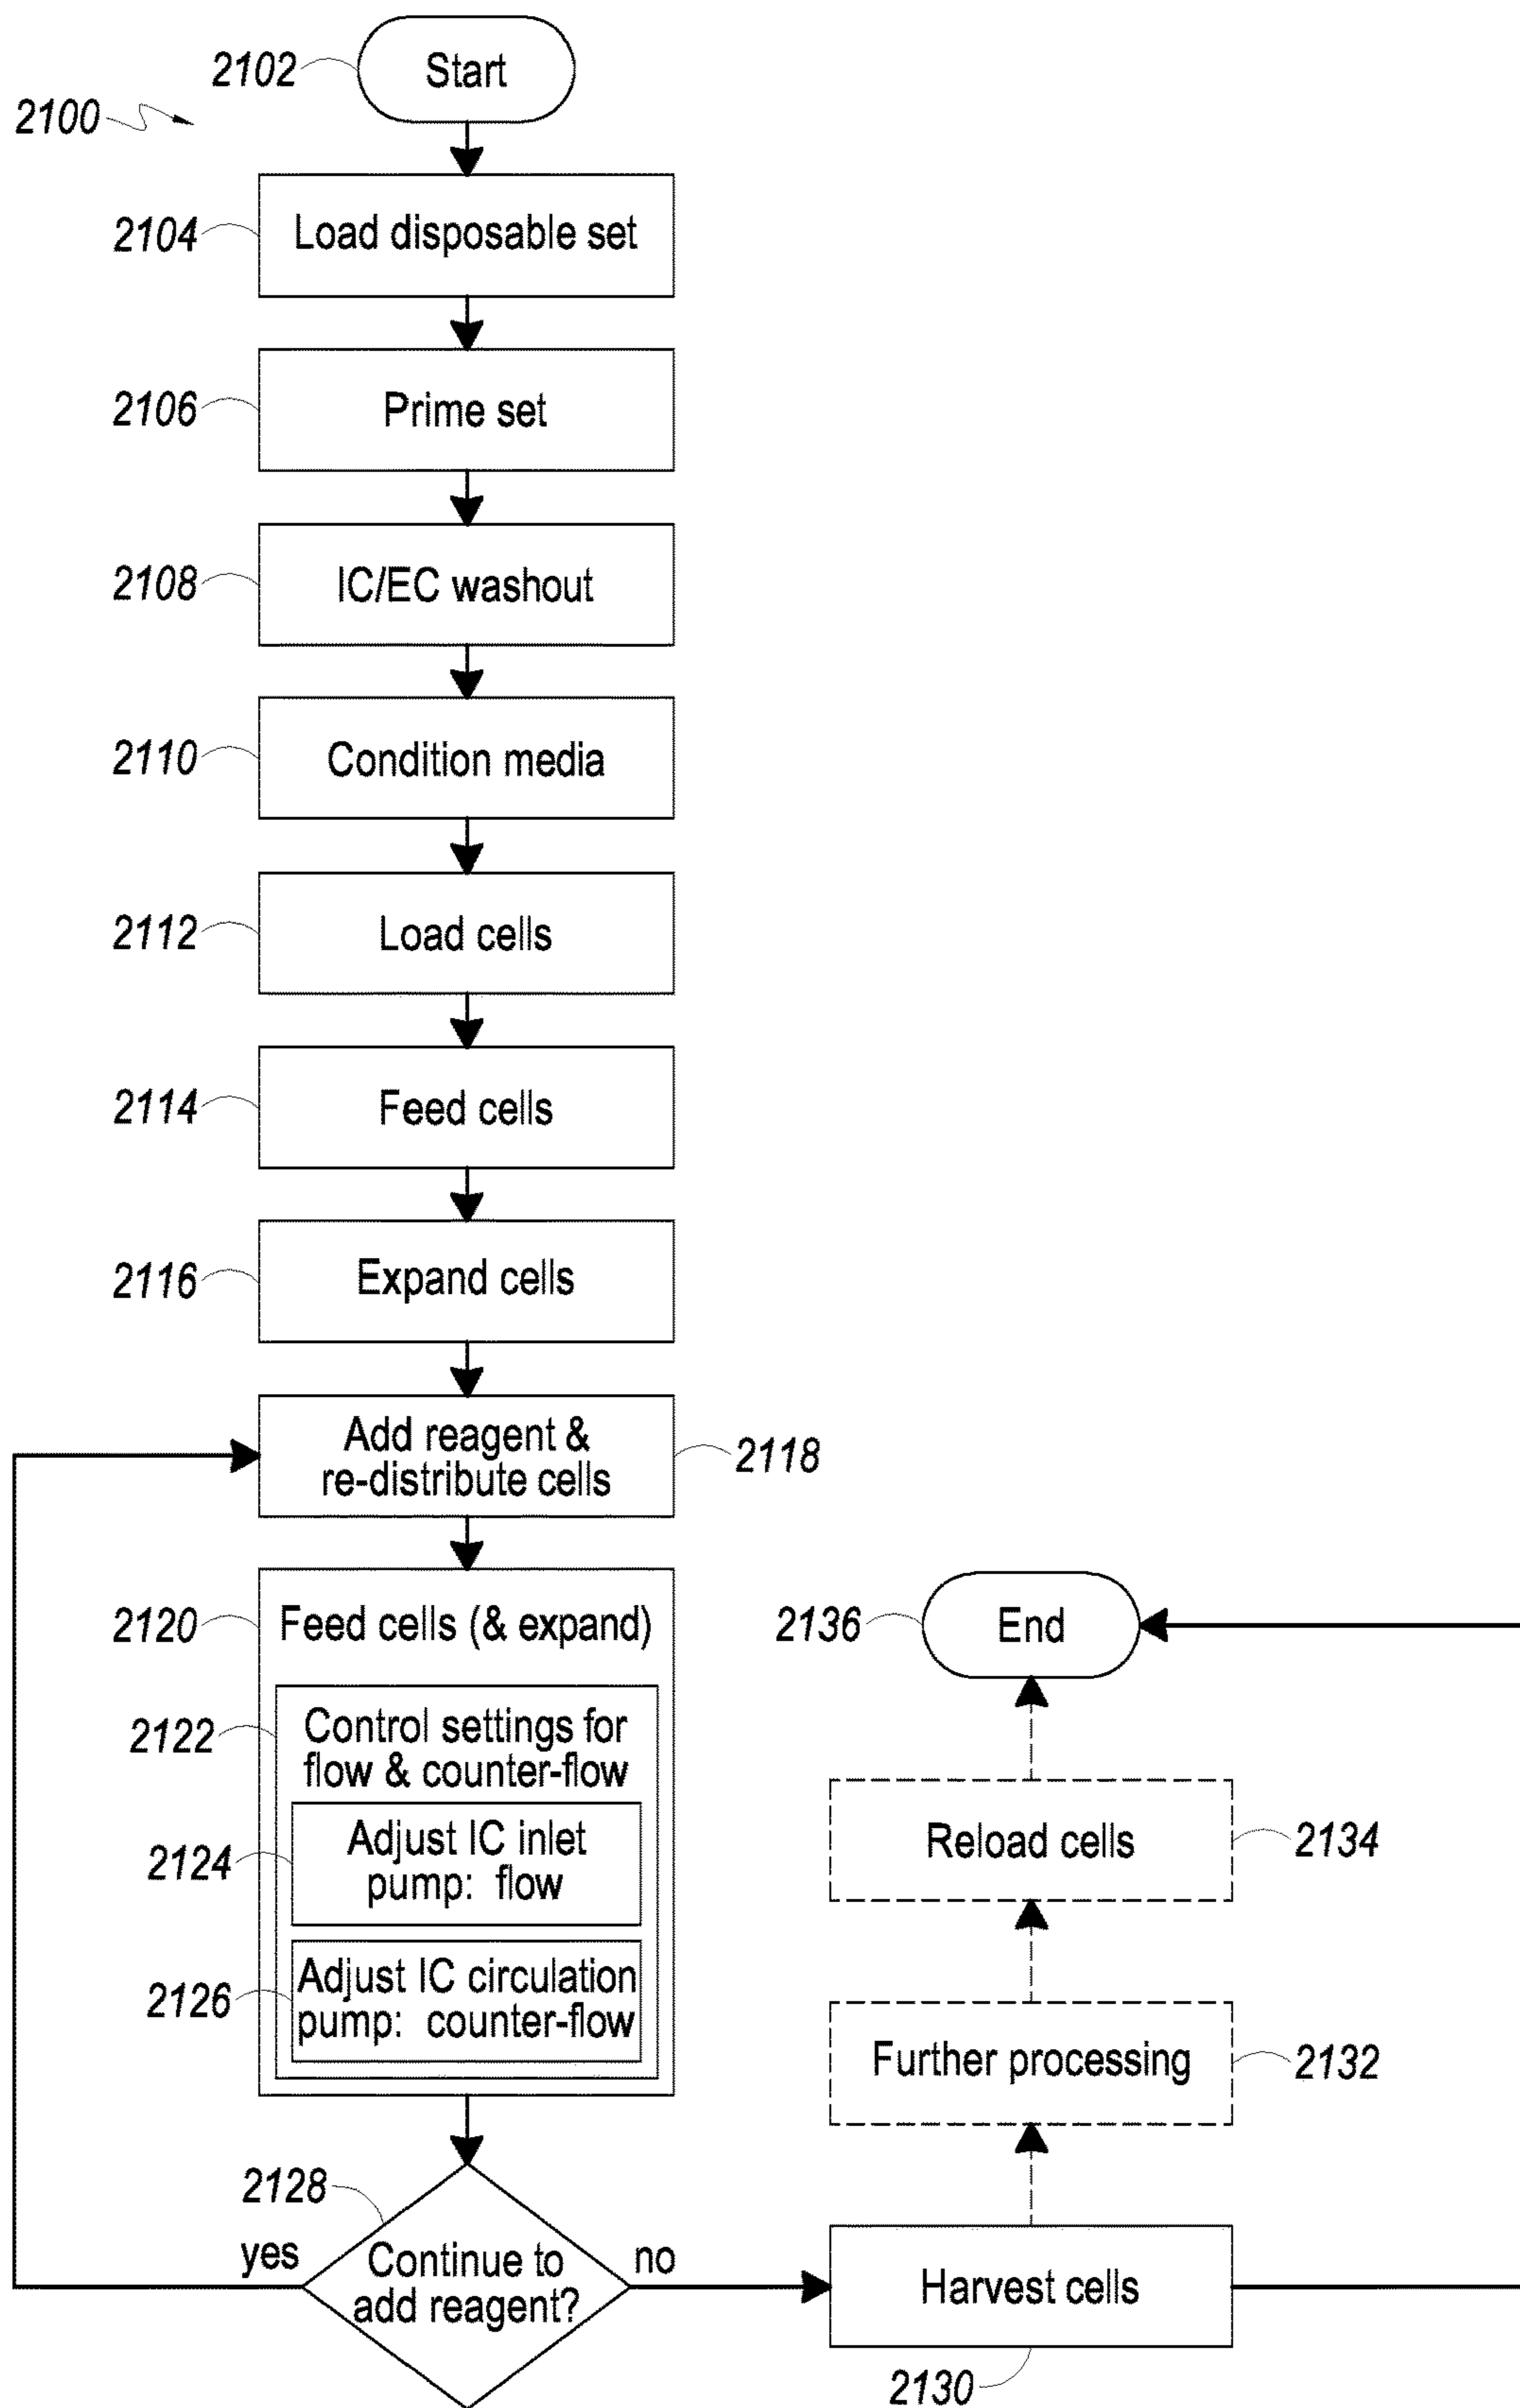 2102
Start
2100
2104
Load disposable set
2106
Prime set
2108
IC/EC washout
2110
Condition media
2112
Load cells
2114
Feed cells
2116
Expand cells
Add reagent &
re-distribute cells
2118
2120
Feed cells (& expand)
2122
Control settings for
flow & counter-flow
2124
Adjust IC inlet
pump: flow
2126
Adjust IC circulation
pump: counter-flow
2128
yes
Continue to
add reagent?
no
2136
End
Reload cells
2134
Further processing
2132
Harvest cells
2130